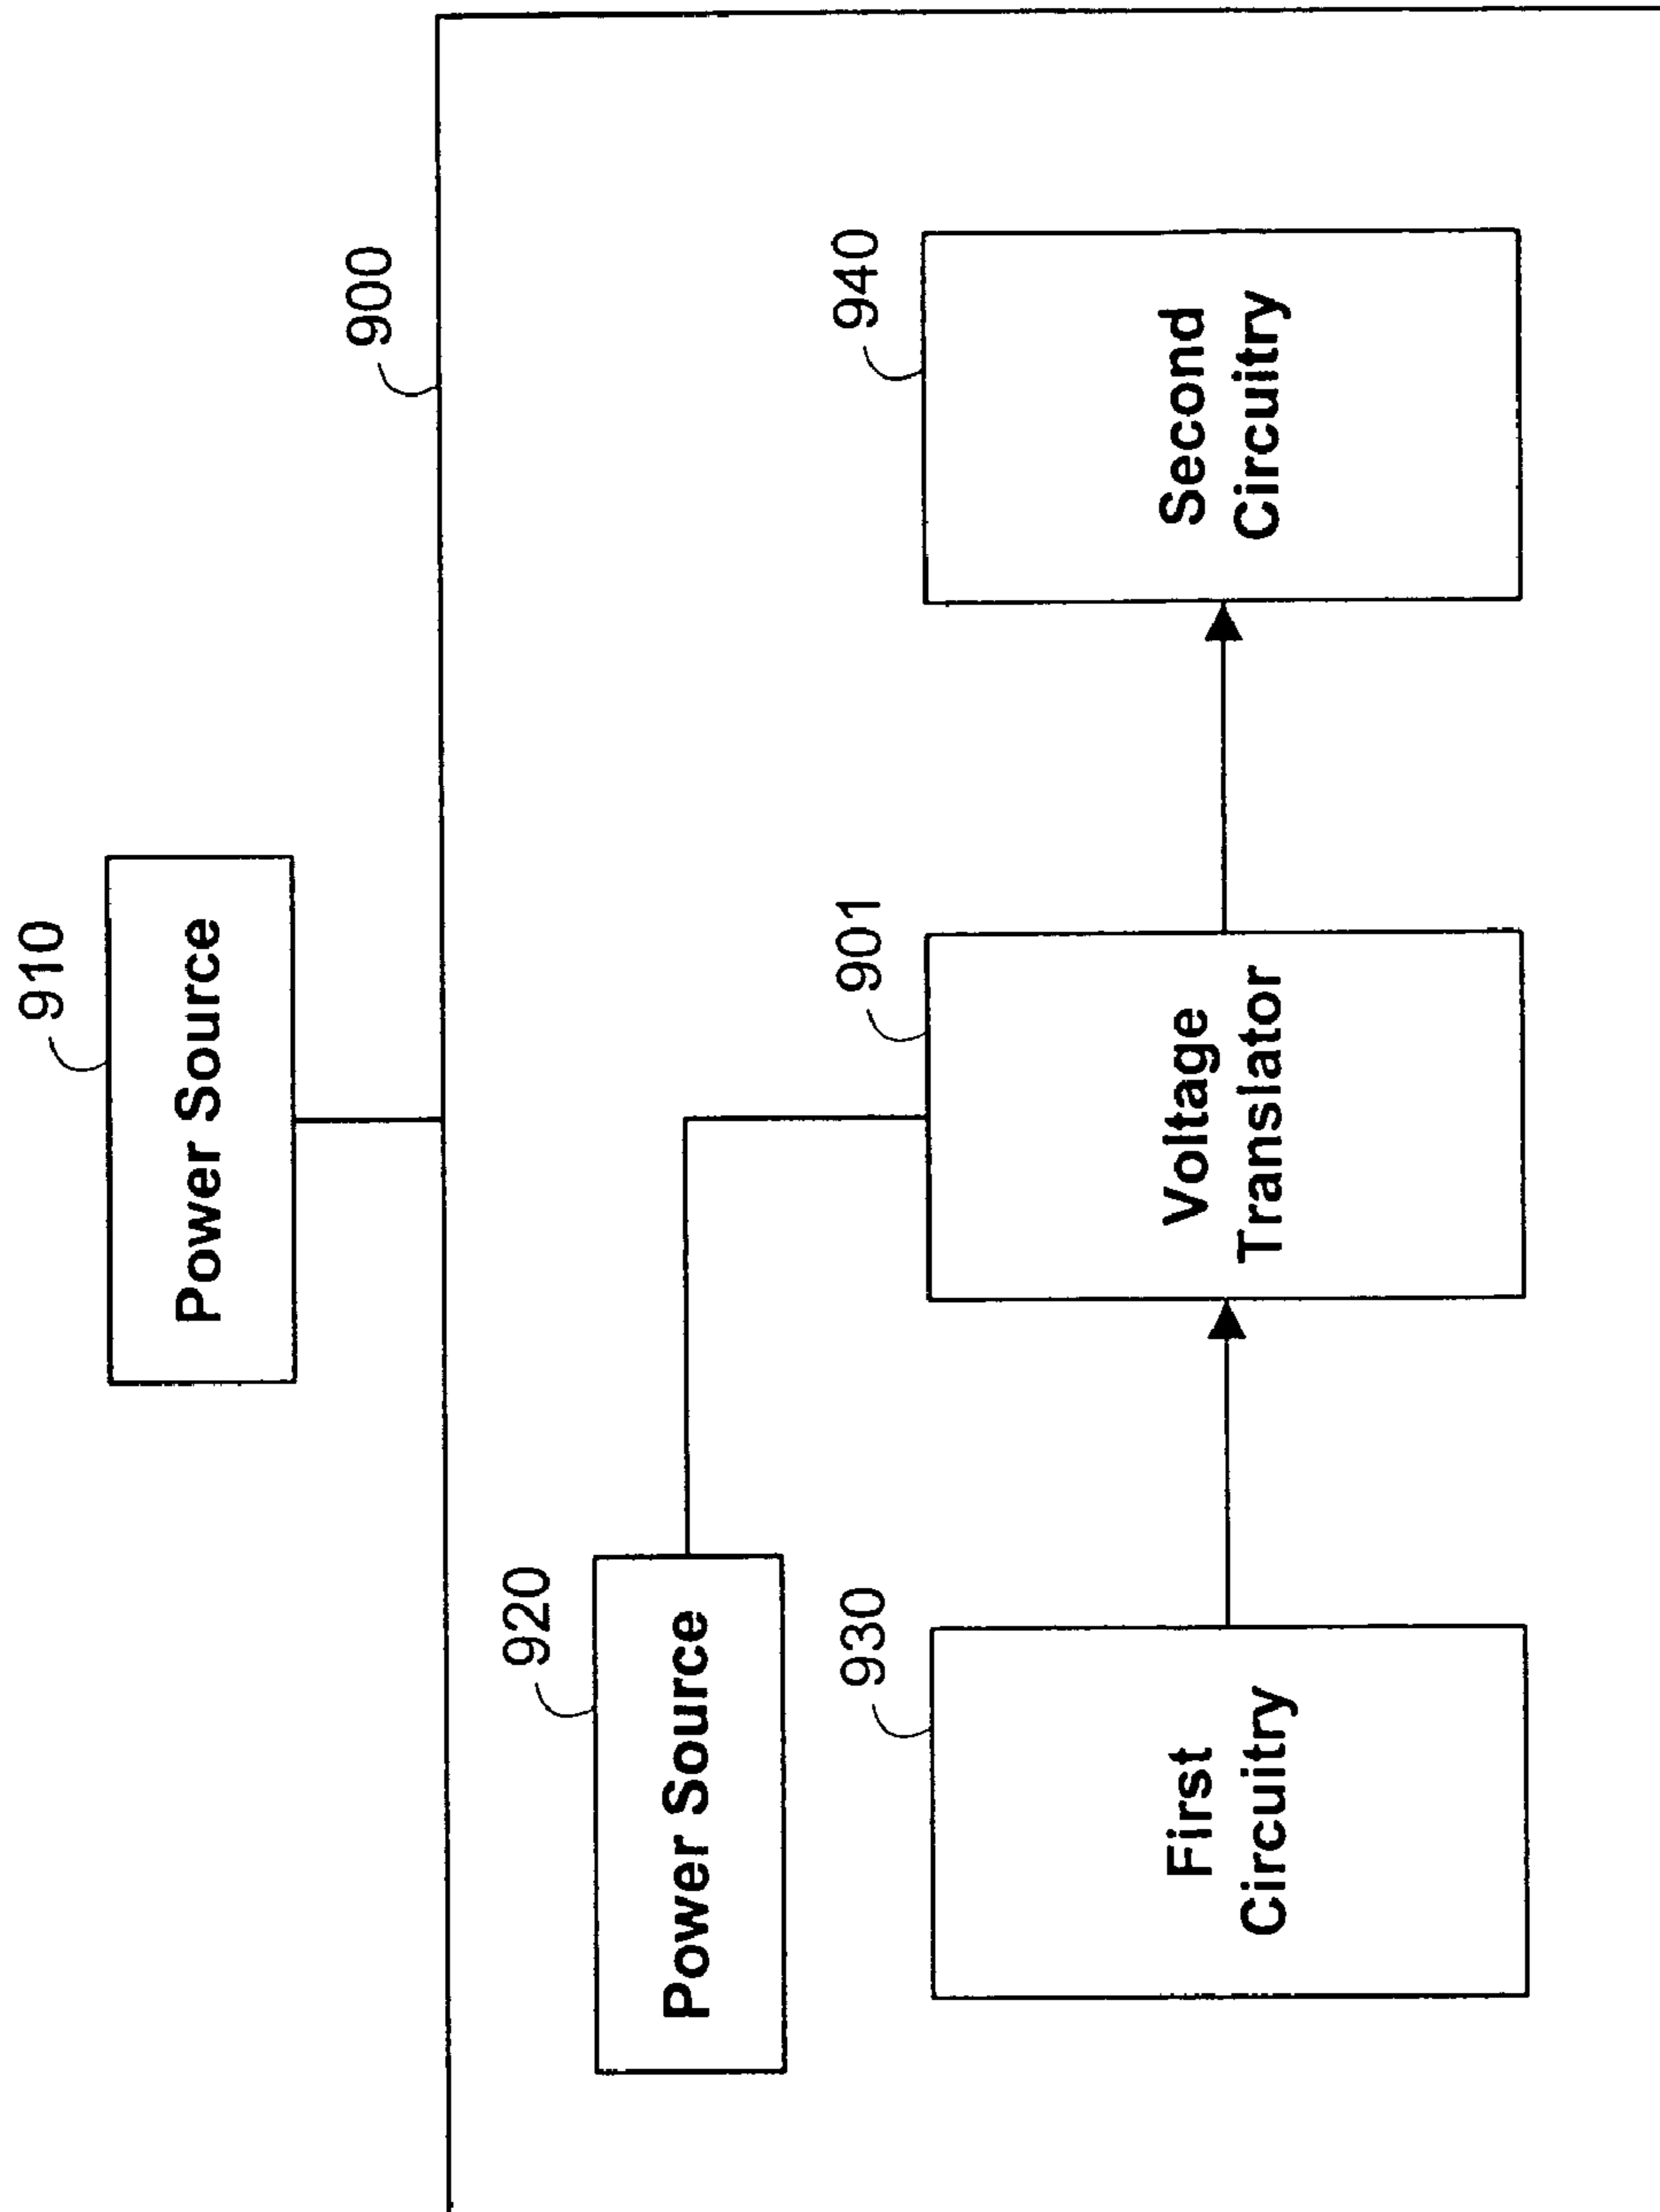 910
Power Source
900
920
Power Source
930
First
Circuitry
901
Voltage
Translator
940
Second
Circuitry